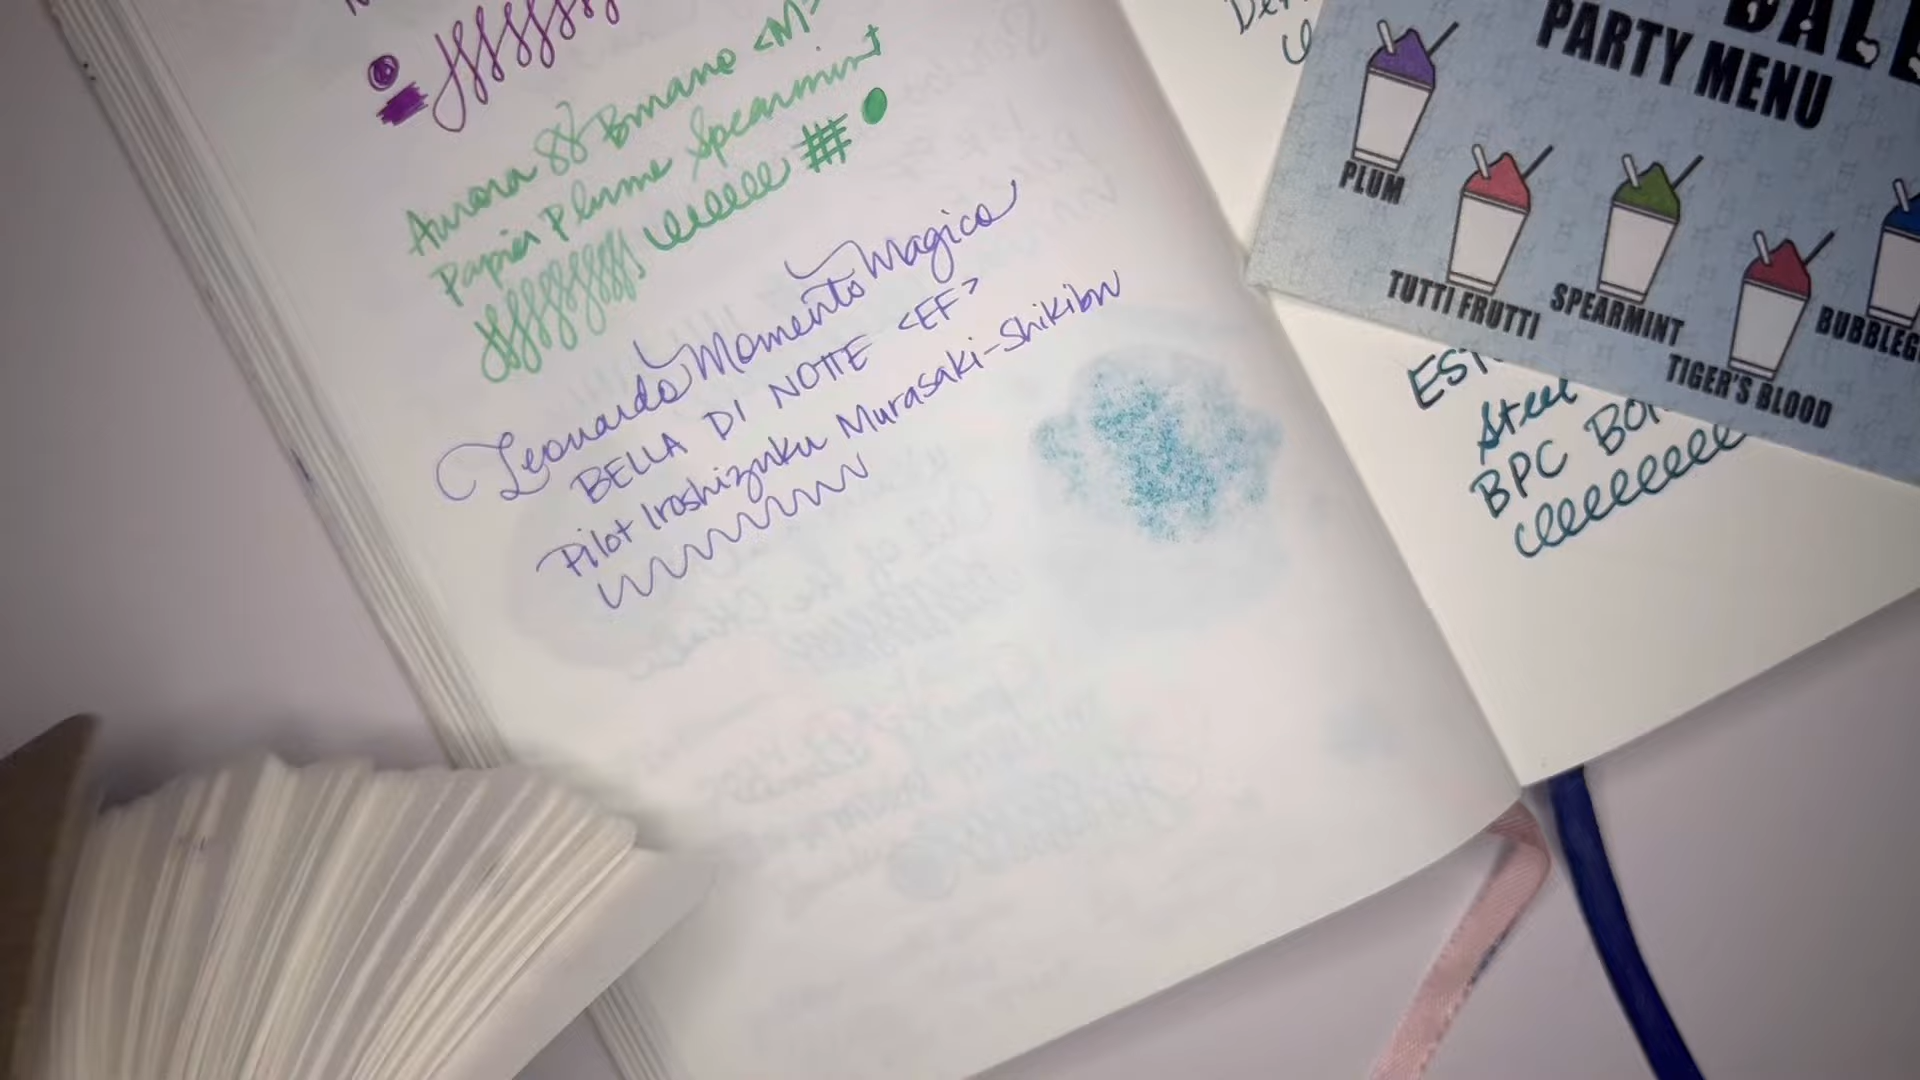 Aurora 88 <M>
Papier Plume Spearmint
Leonardo Momento Magico
BELLA DI NOTTE <EF>
Pilot Iroshizuku Murasaki-Shikibu
PARTY MENU
PLUM
TUTTI FRUTTI
SPEARMINT
TIGER'S BLOOD
Steel
BPC